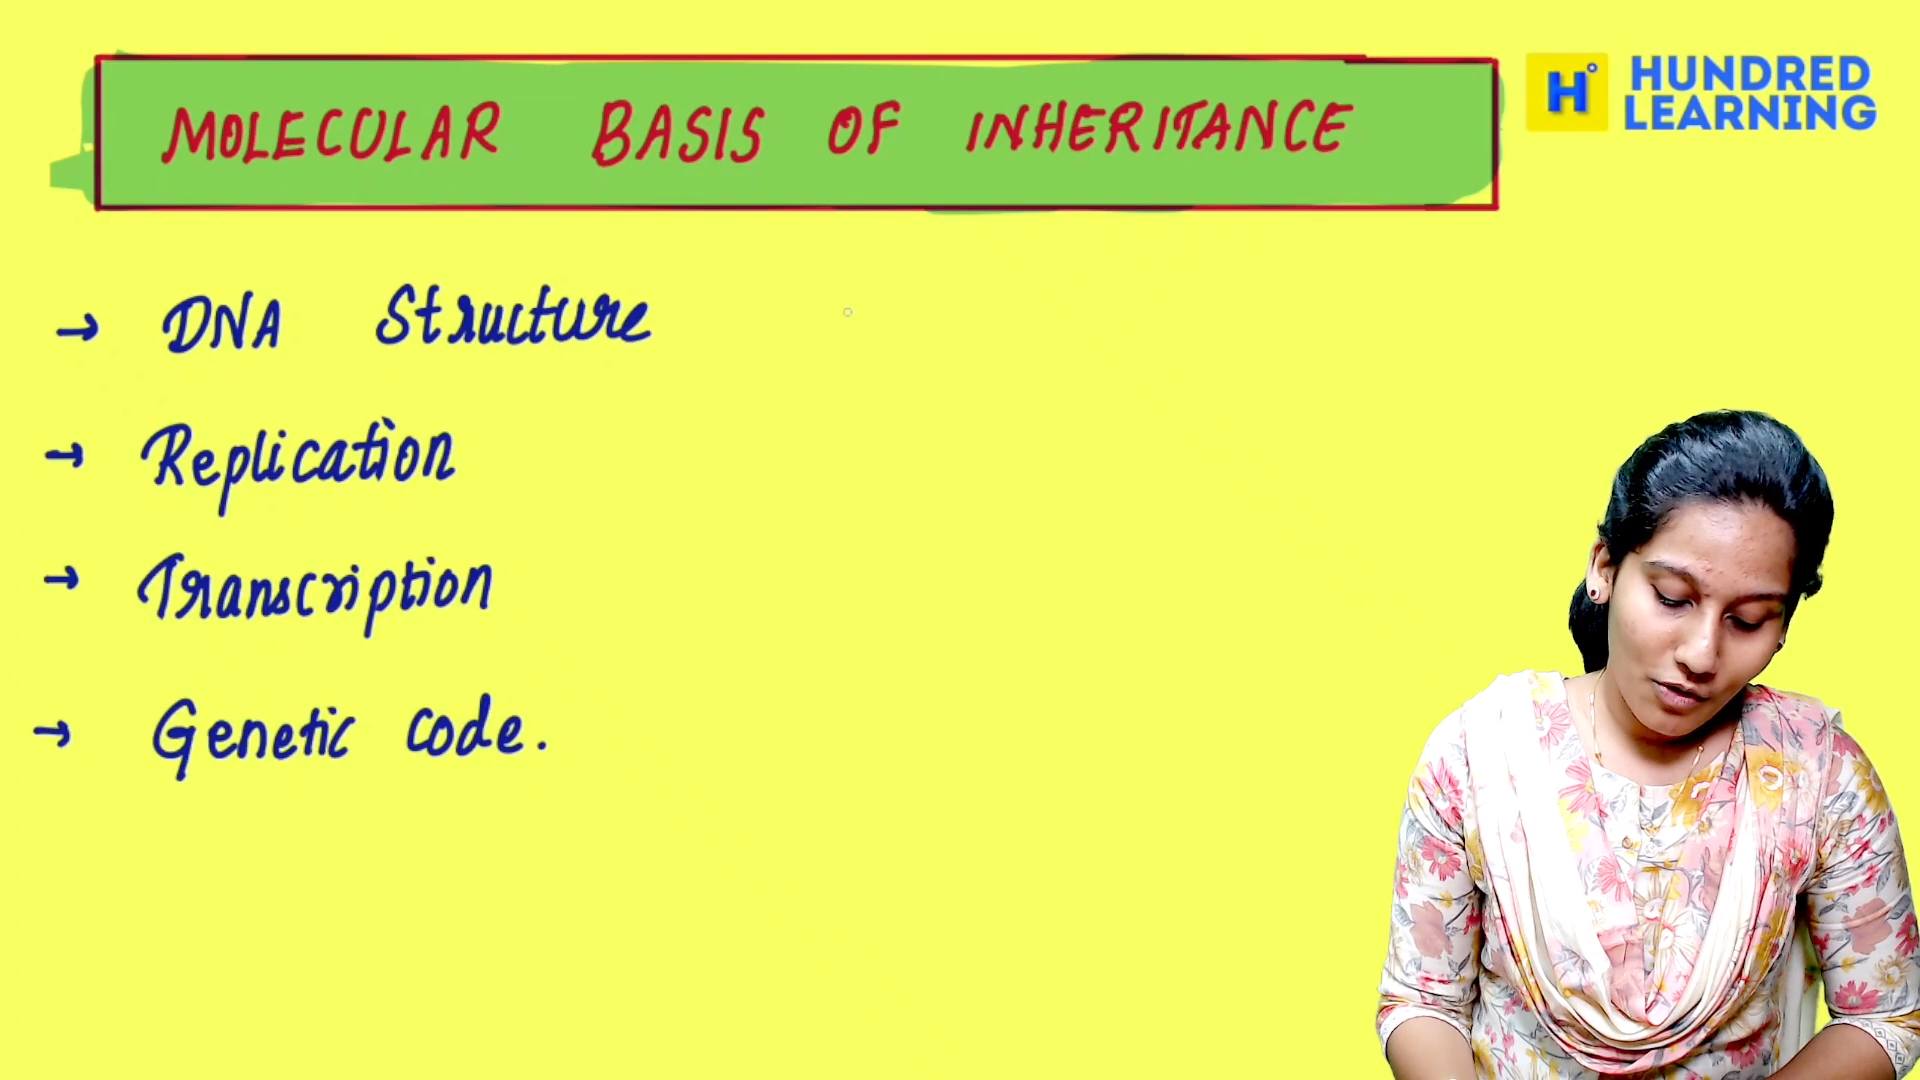 MOLECULAR BASIS OF INHERITANCE
H° HUNDRED
LEARNING
→ DNA Structure
→ Replication
→ Transcription
→ Genetic code.